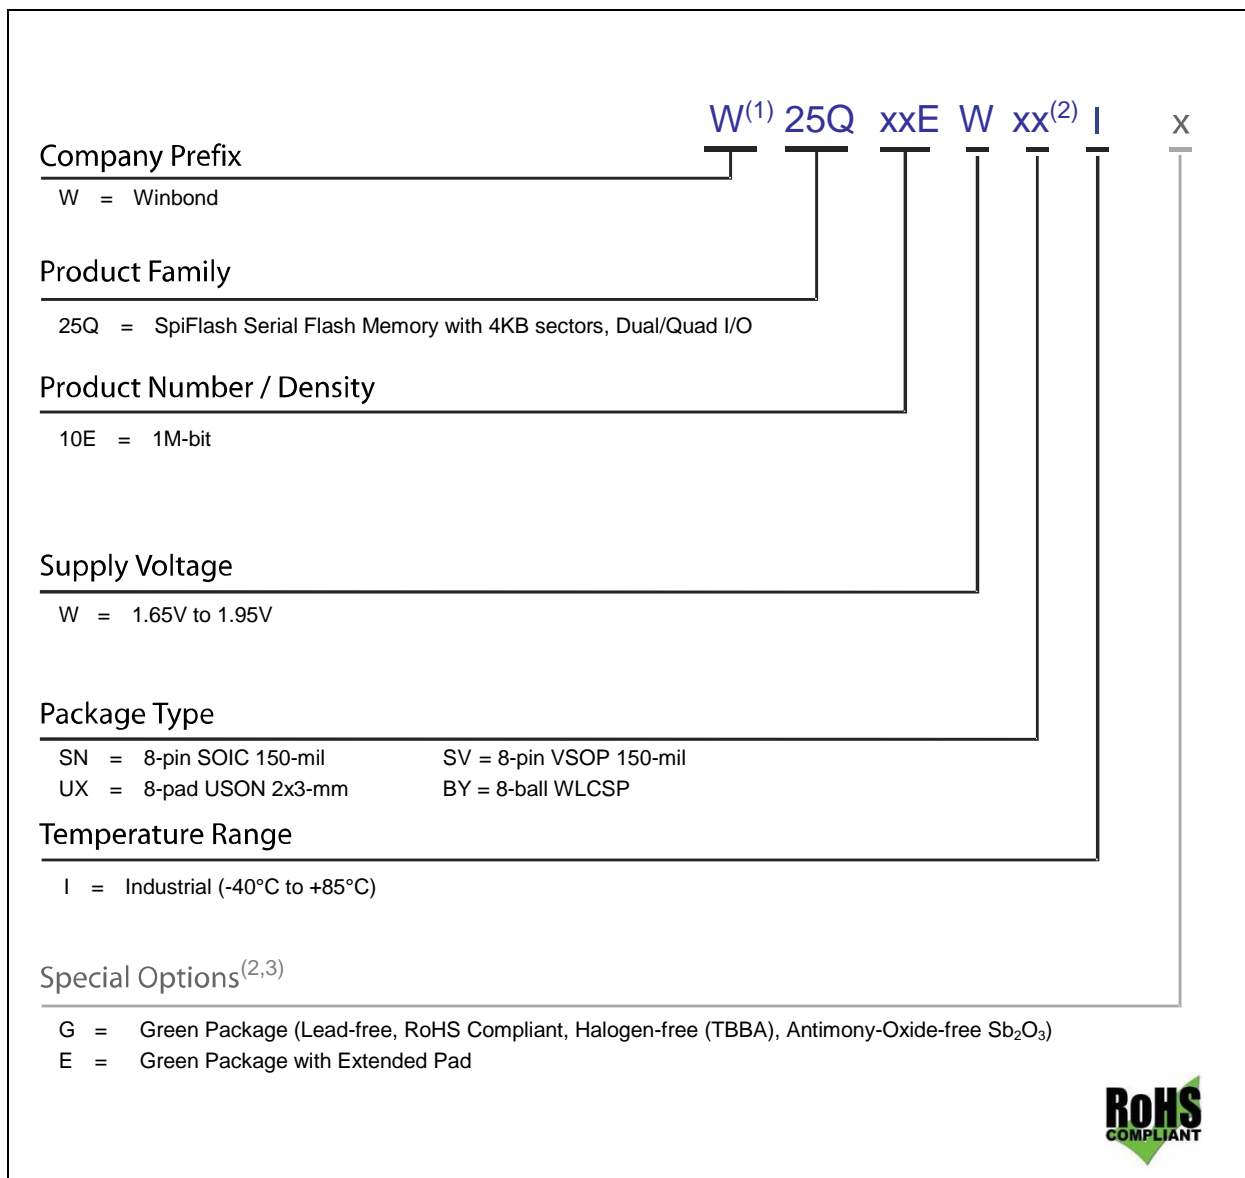 W(1) 25Q xxE W xx(2) I x
Company Prefix
W = Winbond
Product Family
25Q = SpiFlash Serial Flash Memory with 4KB sectors, Dual/Quad I/O
Product Number / Density
10E = 1M-bit
Supply Voltage
W = 1.65V to 1.95V
Package Type
SN = 8-pin SOIC 150-mil SV = 8-pin VSOP 150-mil
UX = 8-pad USON 2x3-mm BY = 8-ball WLCSP
Temperature Range
I = Industrial (-40°C to +85°C)
Special Options(2,3)
G = Green Package (Lead-free, RoHS Compliant, Halogen-free (TBBA), Antimony-Oxide-free Sb2O3)
E = Green Package with Extended Pad
RoHS
COMPLIANT